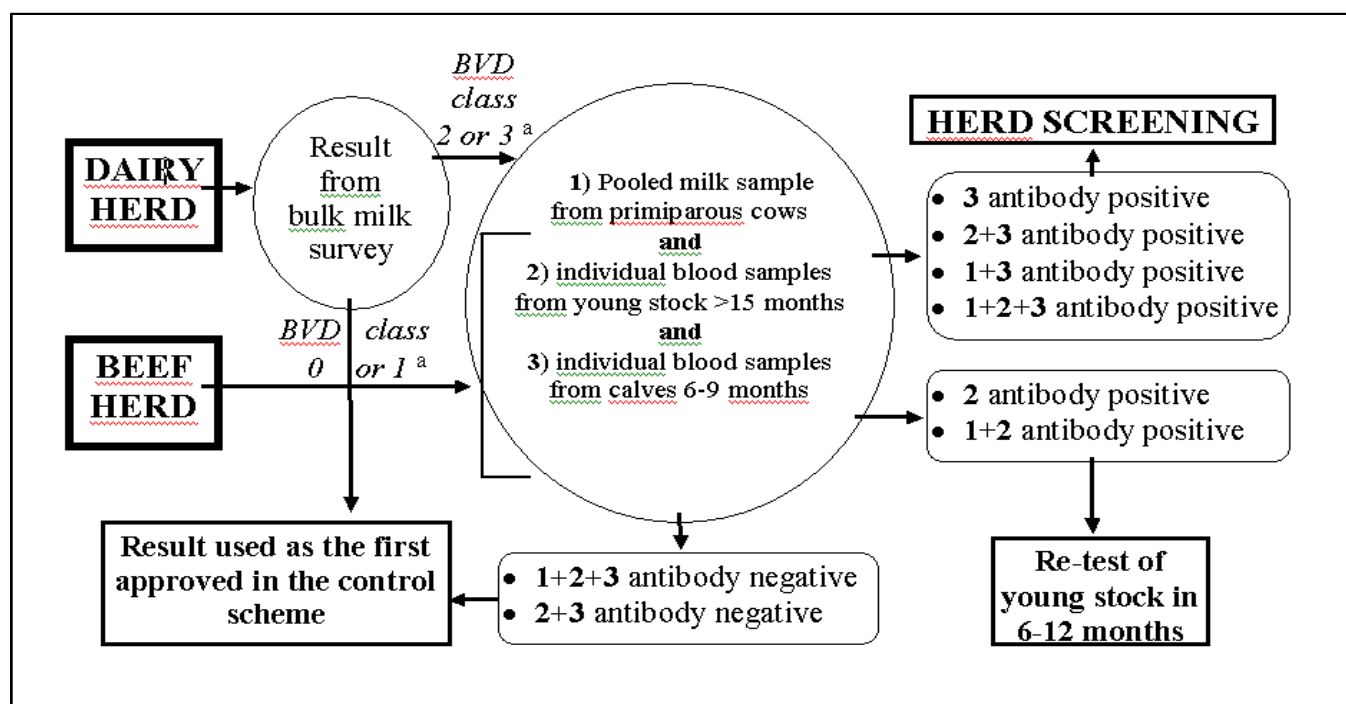 DAIRY
HERD
Result
from
bulk milk
survey
BVD
class
2 or 3 a
BEEF
HERD
BVD class
0 or 1 a
1) Pooled milk sample
from primiparous cows
and
2) individual blood samples
from young stock >15 months
and
3) individual blood samples
from calves 6-9 months
HERD SCREENING
• 3 antibody positive
• 2+3 antibody positive
• 1+3 antibody positive
• 1+2+3 antibody positive
• 2 antibody positive
• 1+2 antibody positive
Re-test of
young stock in
6-12 months
• 1+2+3 antibody negative
• 2+3 antibody negative
Result used as the first
approved in the control
scheme